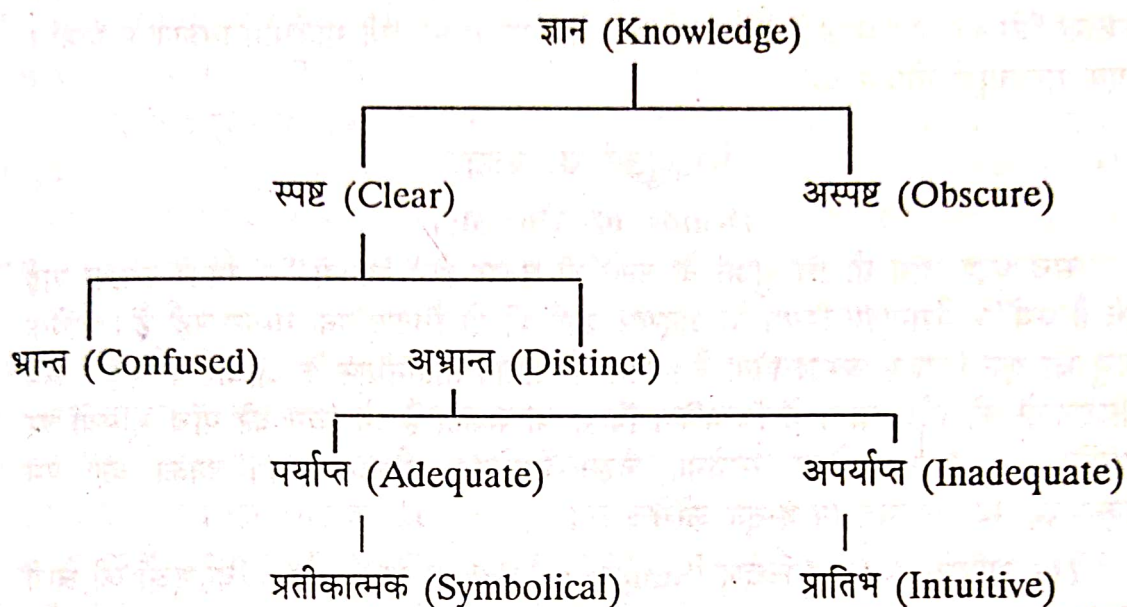 ज्ञान (Knowledge)
स्पष्ट (Clear) अस्पष्ट (Obscure)
भ्रान्त (Confused) अभ्रान्त (Distinct)
पर्याप्त (Adequate) अपर्याप्त (Inadequate)
प्रतीकात्मक (Symbolical) प्रातिभ (Intuitive)